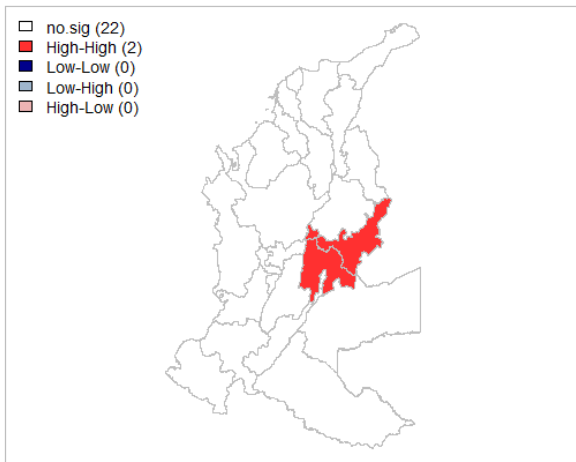 no.sig (22)
High-High (2)
Low-Low (0)
Low-High (0)
High-Low (0)